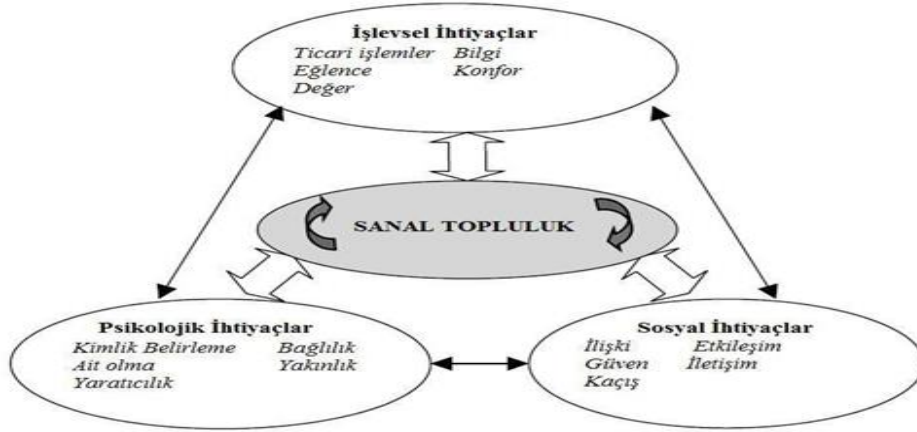 İşlevsel İhtiyaçlar
Ticari işlemler Bilgi
Eğlence Konfor
Değer
SANAL TOPLULUK
Psikolojik İhtiyaçlar
Kimlik Belirleme Bağlılık
Ait olma Yakınlık
Yaratıcılık
Sosyal İhtiyaçlar
İlişki Etkileşim
Güven İletişim
Kaçış